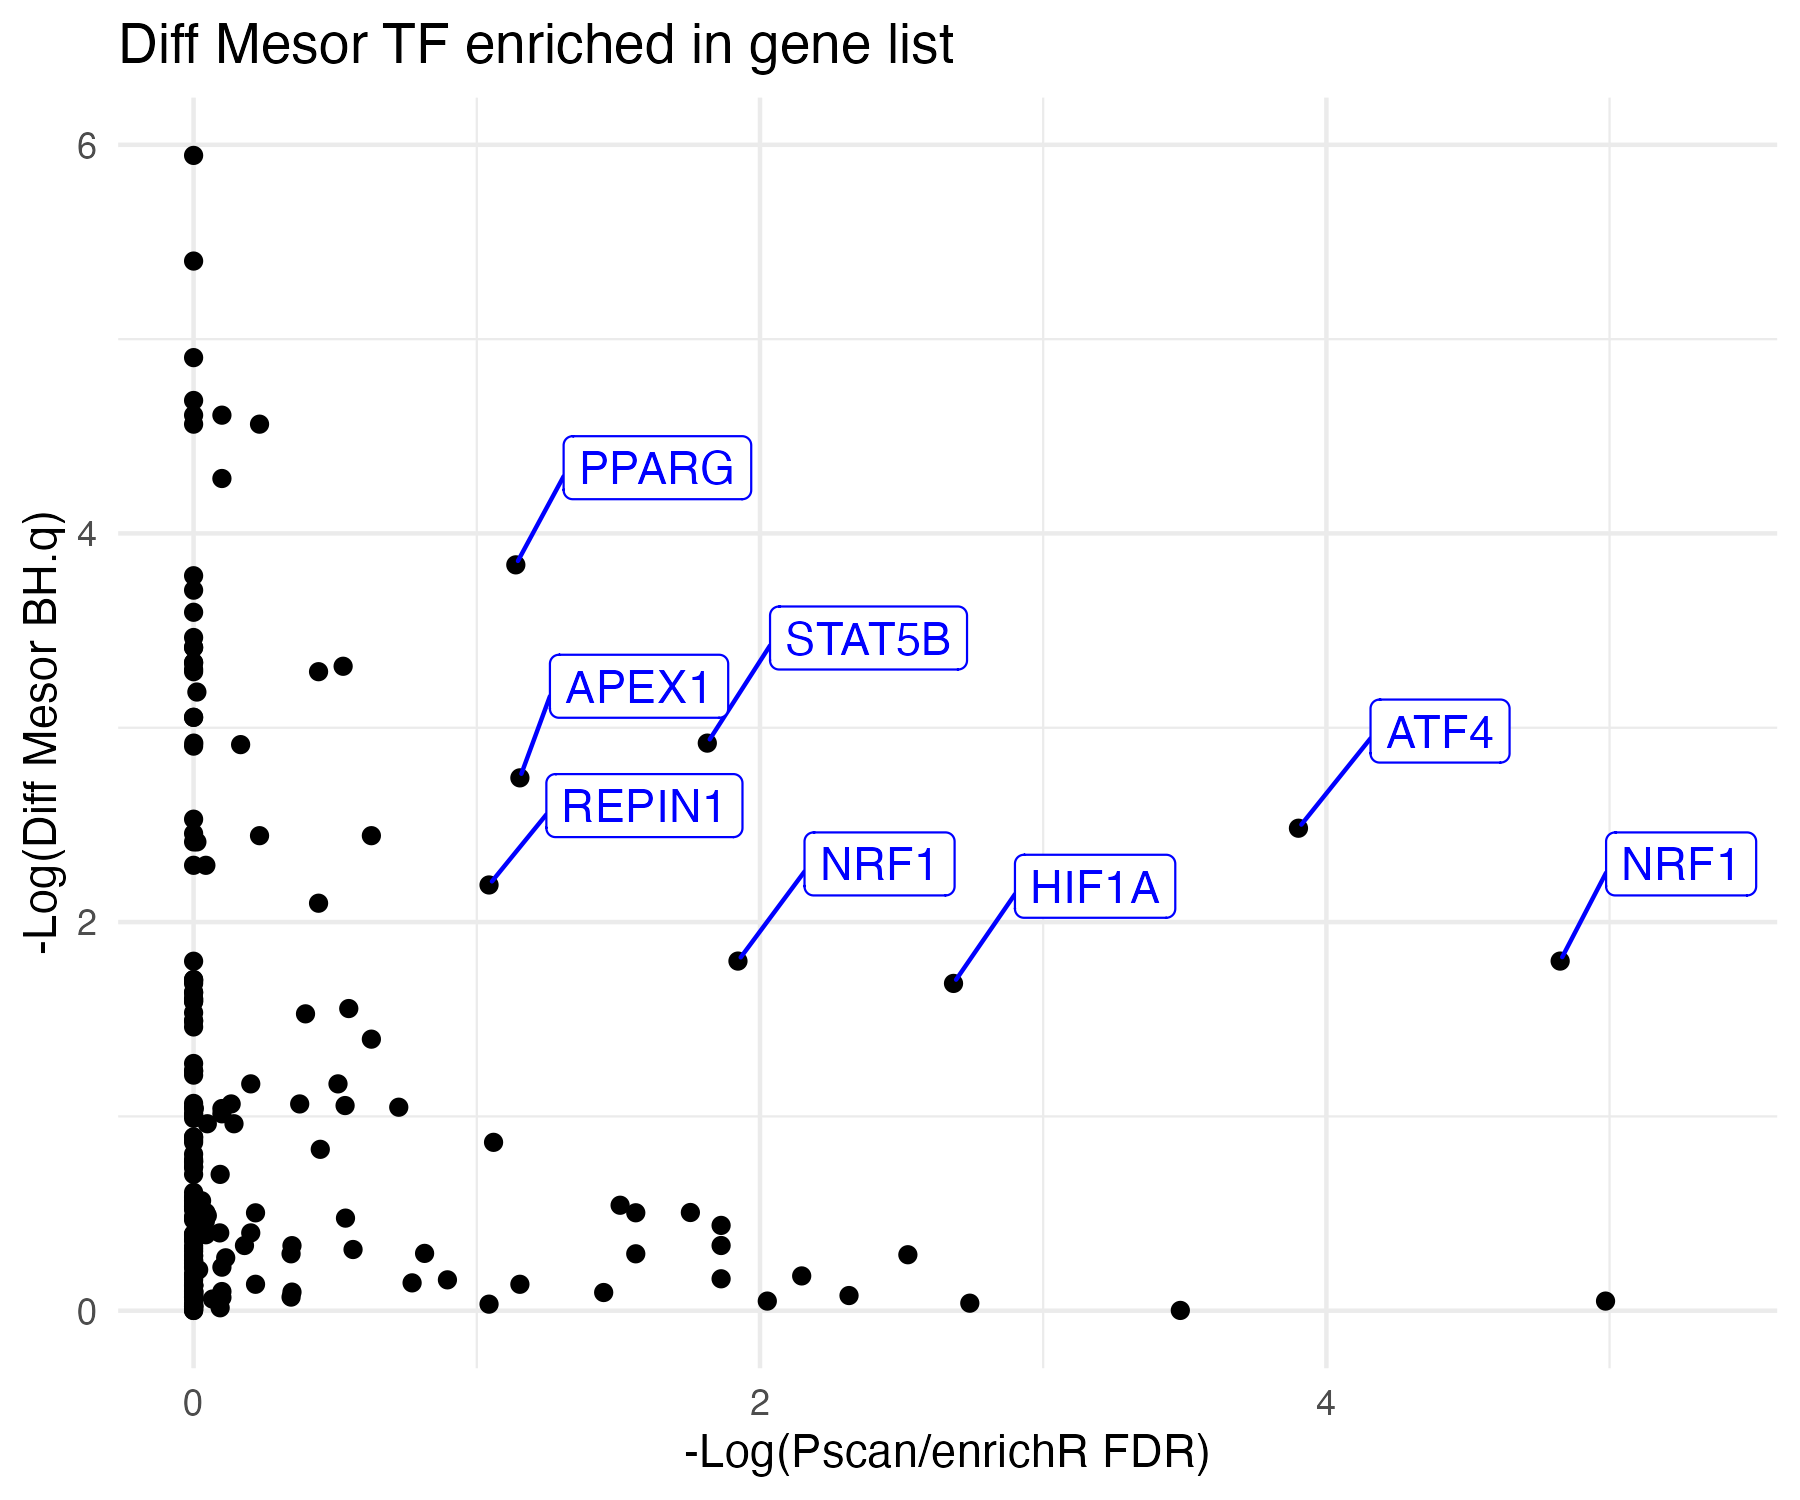 Diff Mesor TF enriched in gene list
6
4
2
0
-Log(Diff Mesor BH.q)
PPARG
STAT5B
APEX1
ATF4
REPIN1
NRF1
HIF1A
NRF1
0
2
4
-Log(Pscan/enrichR FDR)